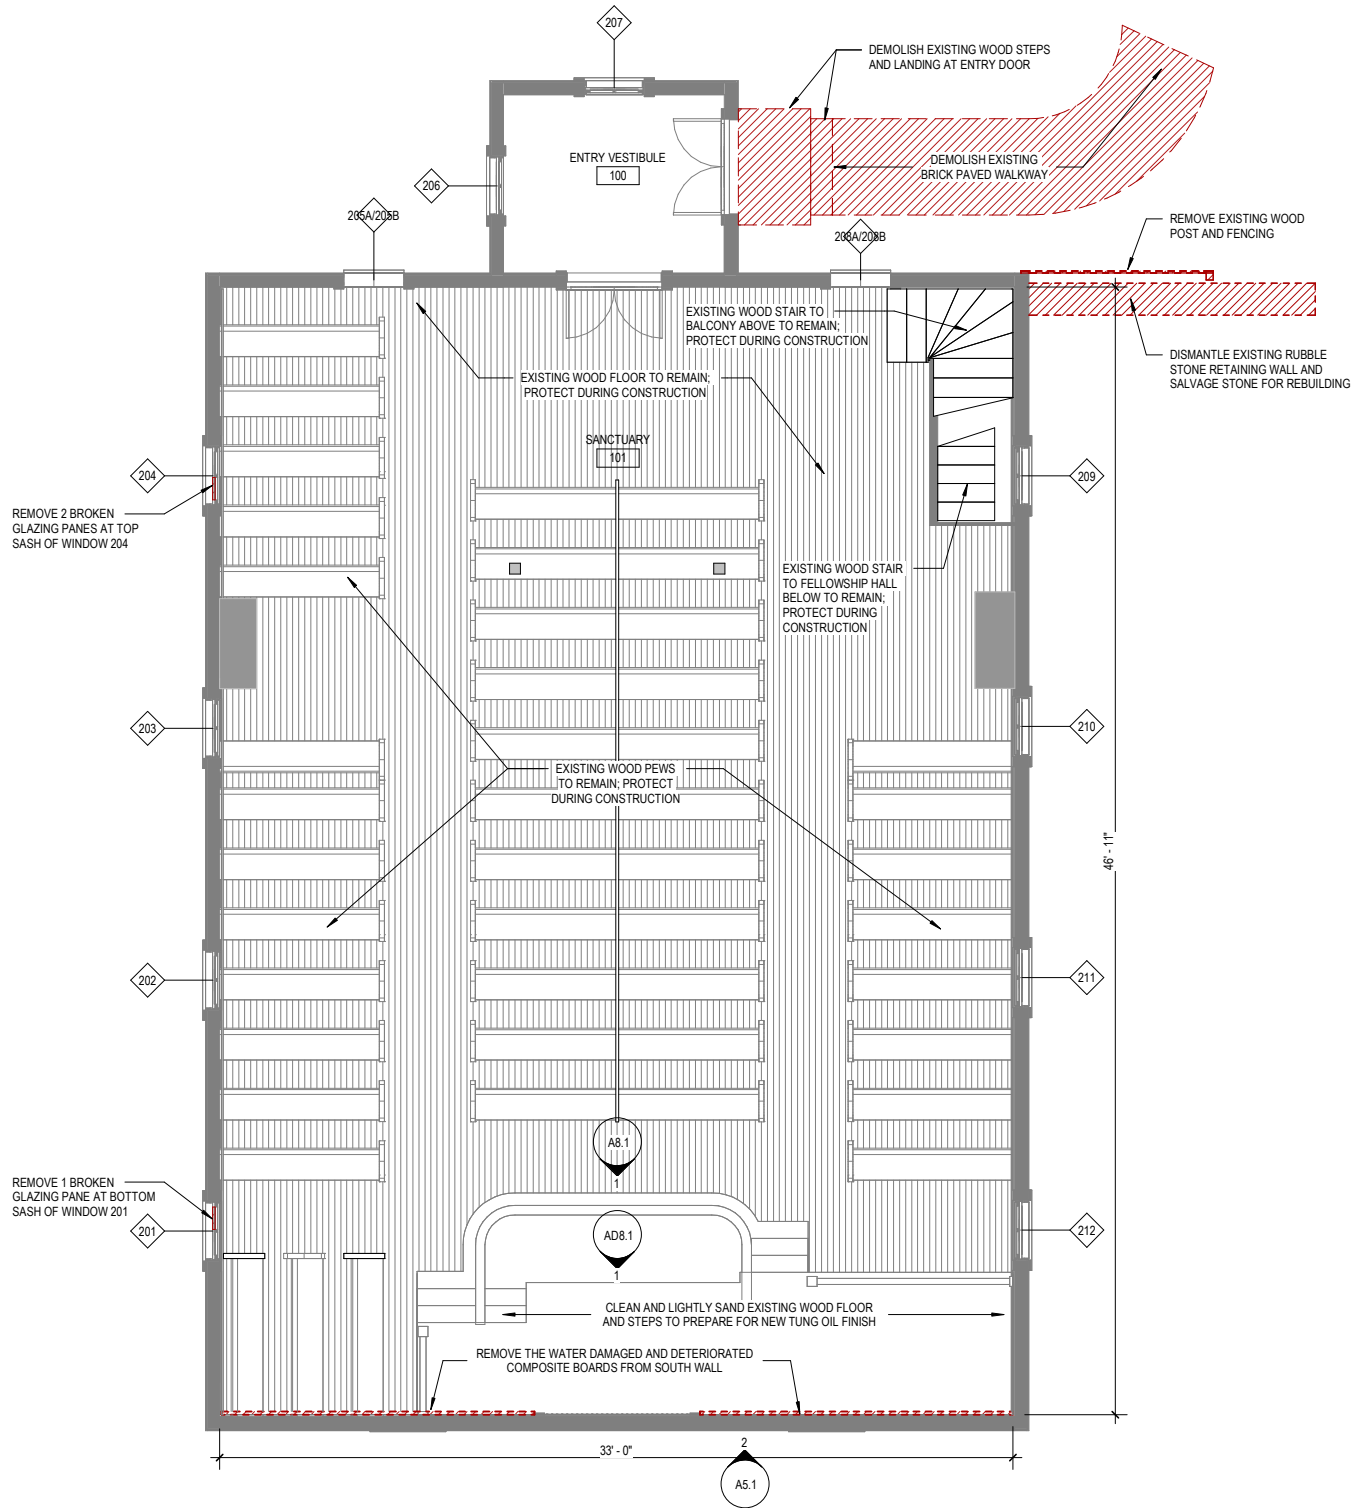 207
DEMOLISH EXISTING WOOD STEPS
AND LANDING AT ENTRY DOOR
ENTRY VESTIBULE
100
DEMOLISH EXISTING
BRICK PAVED WALKWAY
206
205A/205B
208A/208B
REMOVE EXISTING WOOD
POST AND FENCING
EXISTING WOOD STAIR TO
BALCONY ABOVE TO REMAIN;
PROTECT DURING CONSTRUCTION
DISMANTLE EXISTING RUBBLE
STONE RETAINING WALL AND
SALVAGE STONE FOR REBUILDING
EXISTING WOOD FLOOR TO REMAIN;
PROTECT DURING CONSTRUCTION
SANCTUARY
101
204
209
REMOVE 2 BROKEN
GLAZING PANES AT TOP
SASH OF WINDOW 204
EXISTING WOOD STAIR
TO FELLOWSHIP HALL
BELOW TO REMAIN;
PROTECT DURING
CONSTRUCTION
203
210
EXISTING WOOD PEWS
TO REMAIN; PROTECT
DURING CONSTRUCTION
46' - 11"
202
211
A8.1
1
REMOVE 1 BROKEN
GLAZING PANE AT BOTTOM
SASH OF WINDOW 201
201
AD8.1
1
212
CLEAN AND LIGHTLY SAND EXISTING WOOD FLOOR
AND STEPS TO PREPARE FOR NEW TUNG OIL FINISH
REMOVE THE WATER DAMAGED AND DETERIORATED
COMPOSITE BOARDS FROM SOUTH WALL
33' - 0"
2
A5.1